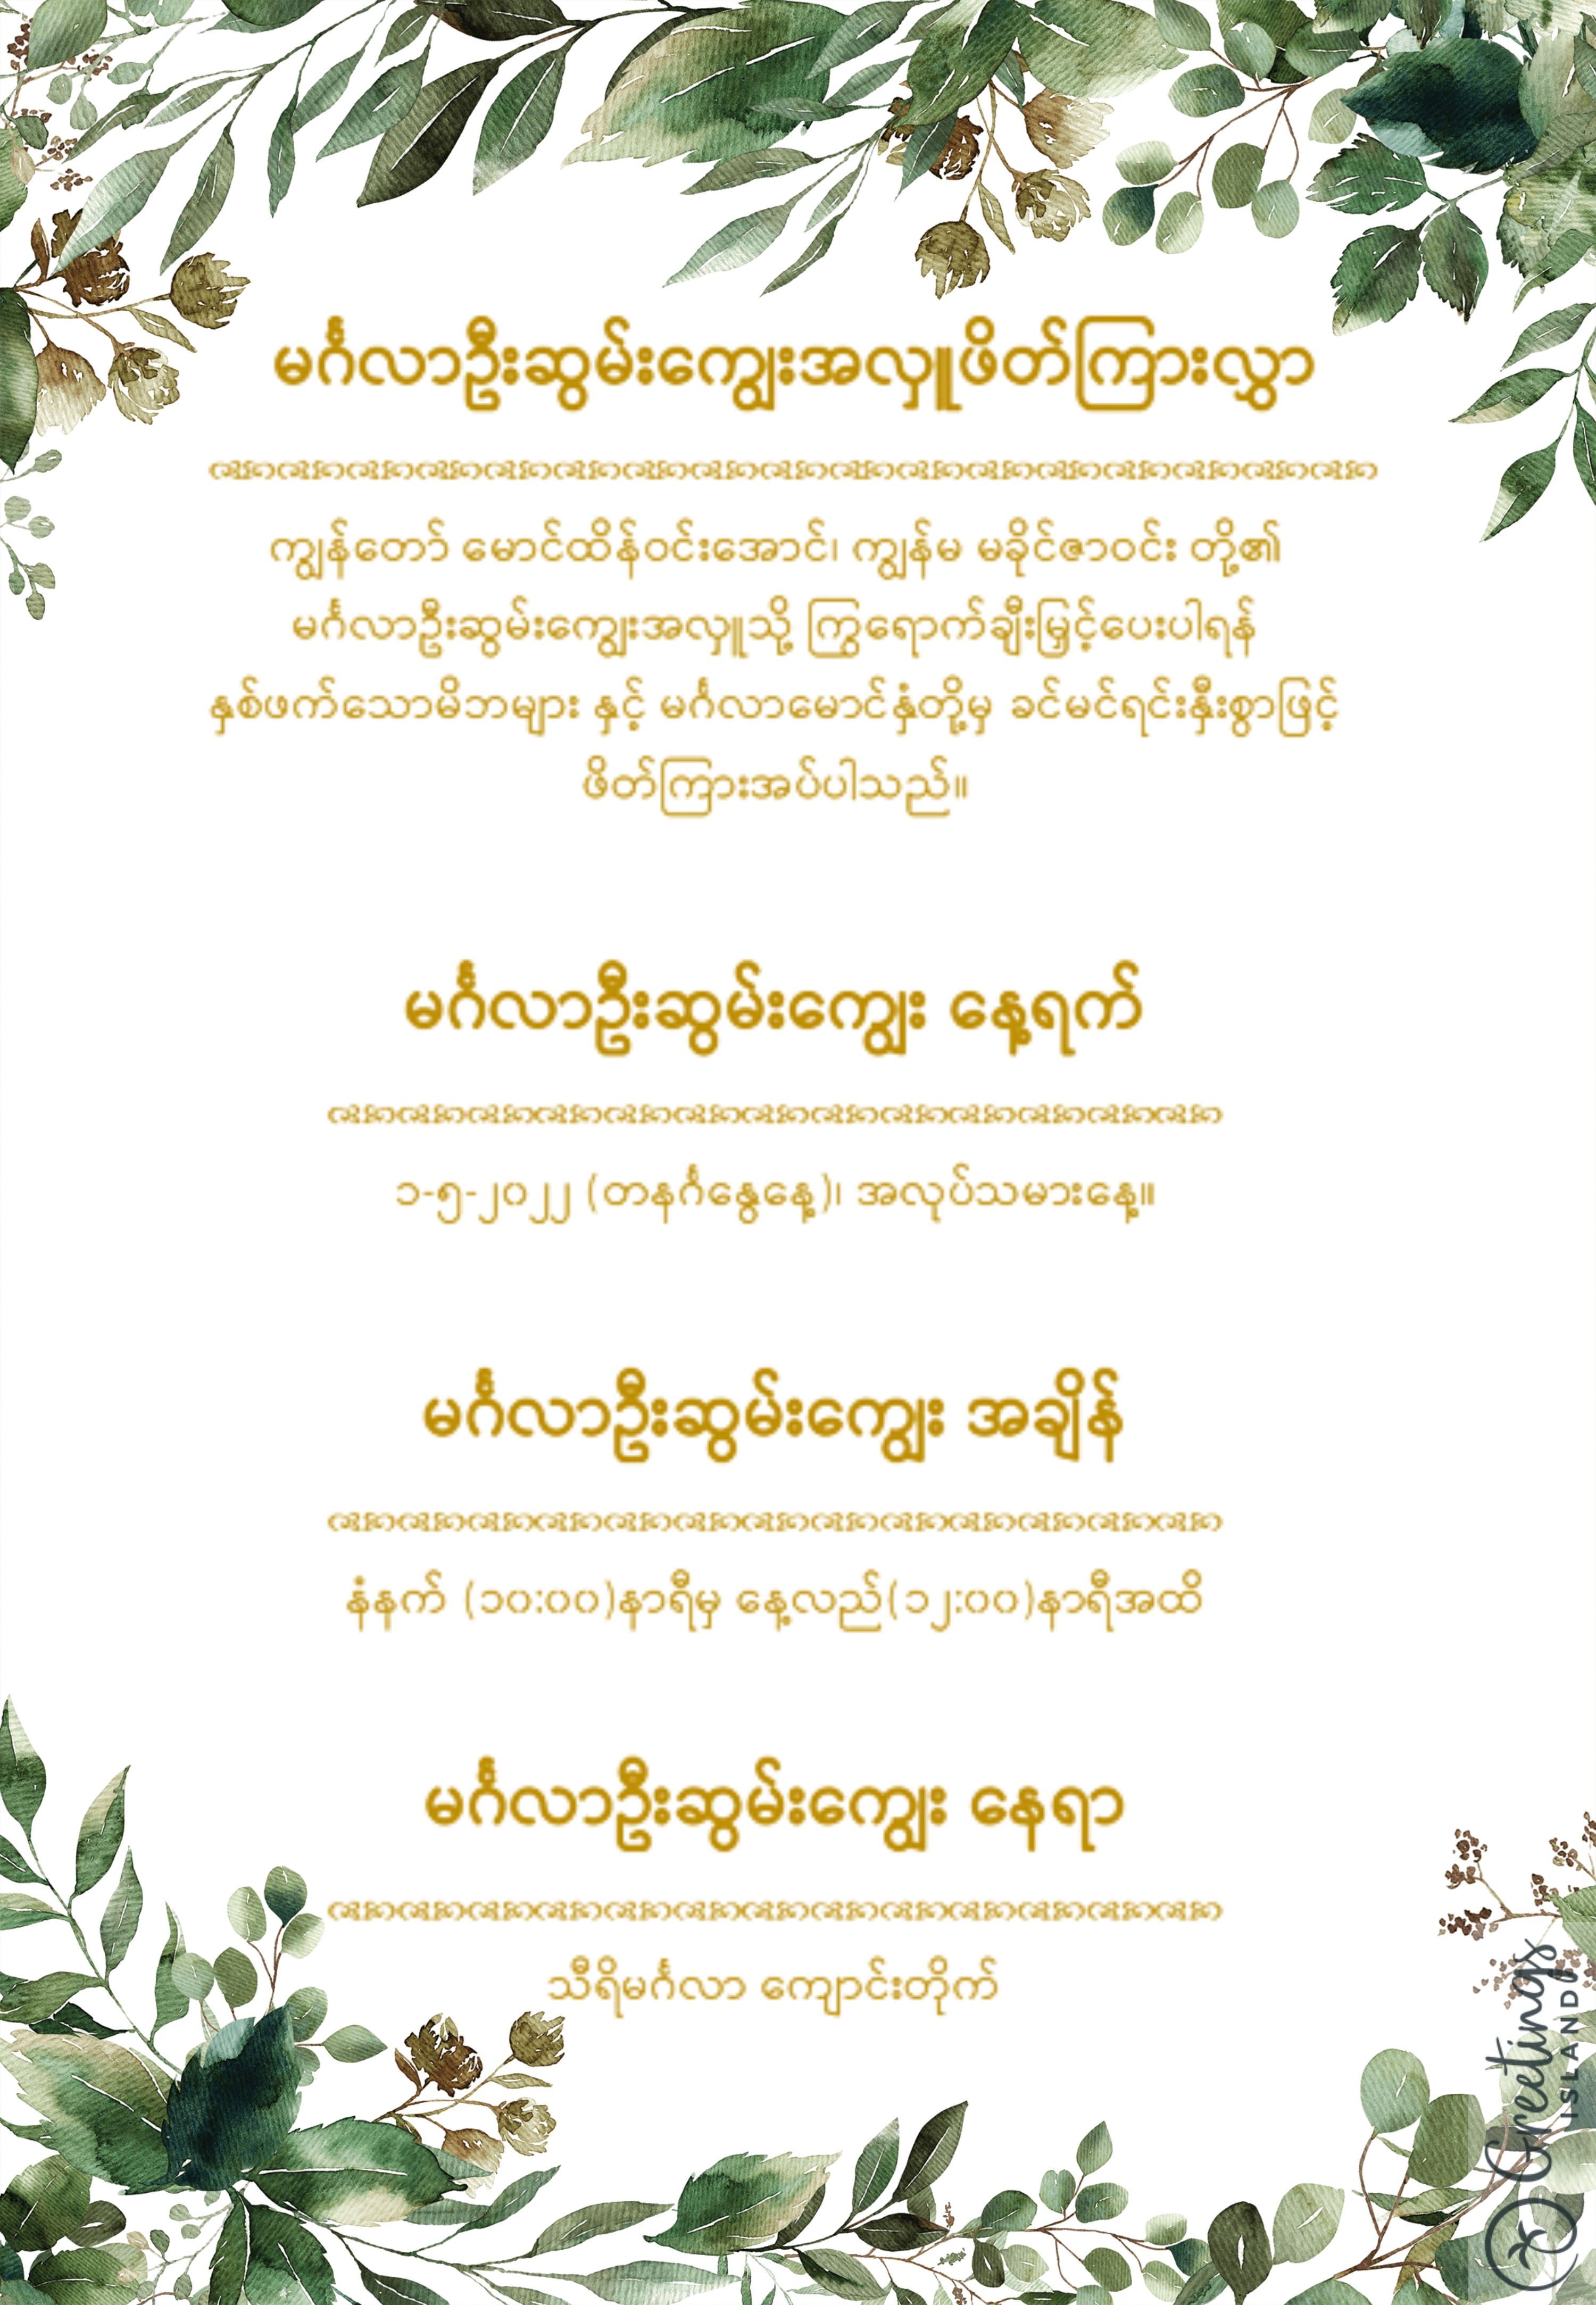 မင်္ဂလာဦးဆွမ်းကျွေးအလှူဖိတ်ကြားလွှာ
ကျွန်တော် မောင်ထိန်ဝင်းအောင်၊ ကျွန်မ မခိုင်ဇာဝင်း တို့၏
မင်္ဂလာဦးဆွမ်းကျွေးအလှူသို့ ကြွရောက်ချီးမြှင့်ပေးပါရန်
နှစ်ဖက်သောမိဘများ နှင့် မင်္ဂလာမောင်နှံတို့မှ ခင်မင်ရင်းနှီးစွာဖြင့်
ဖိတ်ကြားအပ်ပါသည်။
မင်္ဂလာဦးဆွမ်းကျွေး နေ့ရက်
၁-၅-၂၀၂၂ (တနင်္ဂနွေနေ့)၊ အလုပ်သမားနေ့။
မင်္ဂလာဦးဆွမ်းကျွေး အချိန်
နံနက် (၁၀:၀၀)နာရီမှ နေ့လည်(၁၂:၀၀)နာရီအထိ
မင်္ဂလာဦးဆွမ်းကျွေး နေရာ
သီရိမင်္ဂလာ ကျောင်းတိုက်
Greetings
ISLAND